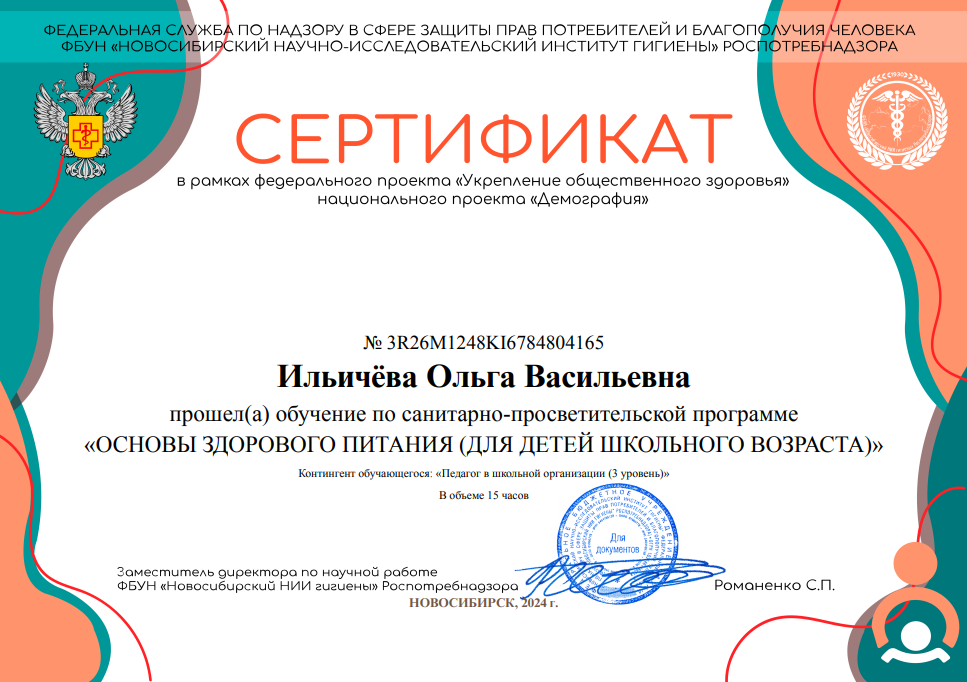 ФЕДЕРАЛЬНАЯ СЛУЖБА ПО НАДЗОРУ В СФЕРЕ ЗАЩИТЫ ПРАВ ПОТРЕБИТЕЛЕЙ И БЛАГОПОЛУЧИЯ ЧЕЛОВЕКА
ФБУН «НОВОСИБИРСКИЙ НАУЧНО-ИССЛЕДОВАТЕЛЬСКИЙ ИНСТИТУТ ГИГИЕНЫ» РОСПОТРЕБНАДЗОРА
СЕРТИФИКАТ
в рамках федерального проекта «Укрепление общественного здоровья»
национального проекта «Демография»
№ 3R26M1248KI6784804165
Ильичёва Ольга Васильевна
прошел(а) обучение по санитарно-просветительской программе
«ОСНОВЫ ЗДОРОВОГО ПИТАНИЯ (ДЛЯ ДЕТЕЙ ШКОЛЬНОГО ВОЗРАСТА)»
Контингент обучающегося: «Педагог в школьной организации (3 уровень)»
В объеме 15 часов
Для
документов
Заместитель директора по научной работе
ФБУН «Новосибирский НИИ гигиены» Роспотребнадзора
Романенко С.П.
НОВОСИБИРСК, 2024 г.